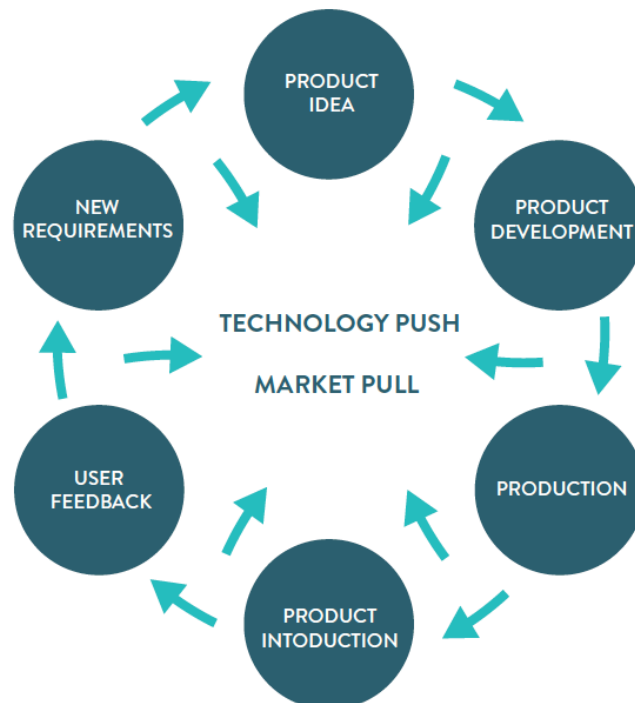 PRODUCT
IDEA
PRODUCT
DEVELOPMENT
PRODUCTION
PRODUCT
INTODUCTION
USER
FEEDBACK
NEW
REQUIREMENTS
TECHNOLOGY PUSH
MARKET PULL